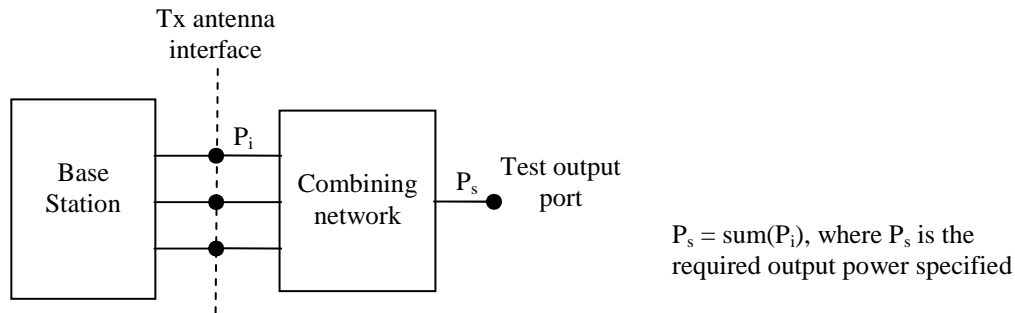 Tx antenna
interface
P_i
Base
Station
Combining
network
P_s
Test output
port
P_s = sum(P_i), where P_s is the
required output power specified